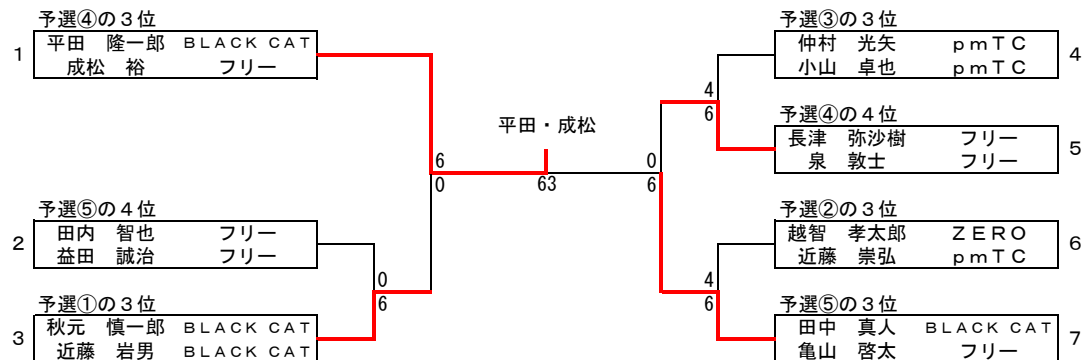 予選④の３位
1
平田　隆一郎　ＢＬＡＣＫ ＣＡＴ
成松　裕　フリー
予選⑤の４位
2
田内　智也　フリー
益田　誠治　フリー
予選①の３位
3
秋元　慎一郎　ＢＬＡＣＫ ＣＡＴ
近藤　岩男　ＢＬＡＣＫ ＣＡＴ
0
6
6
0
平田・成松
63
0
6
4
6
4
6
予選③の３位
仲村　光矢　ｐｍＴＣ
小山　卓也　ｐｍＴＣ
4
予選④の４位
長津　弥沙樹　フリー
泉　敦士　フリー
5
予選②の３位
越智　孝太郎　ＺＥＲＯ
近藤　崇弘　ｐｍＴＣ
6
予選⑤の３位
田中　真人　ＢＬＡＣＫ ＣＡＴ
亀山　啓太　フリー
7